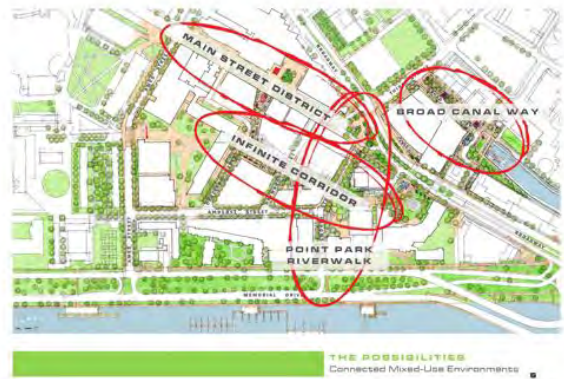 MAIN STREET DISTRICT
BROAD CANAL WAY
INFINITE CORRIDOR
AMHERST STREET
POINT PARK
RIVERWALK
BROADWAY
MEMORIAL DRIVE
THE POSSIBILITIES
Connected Mixed-Use Environments